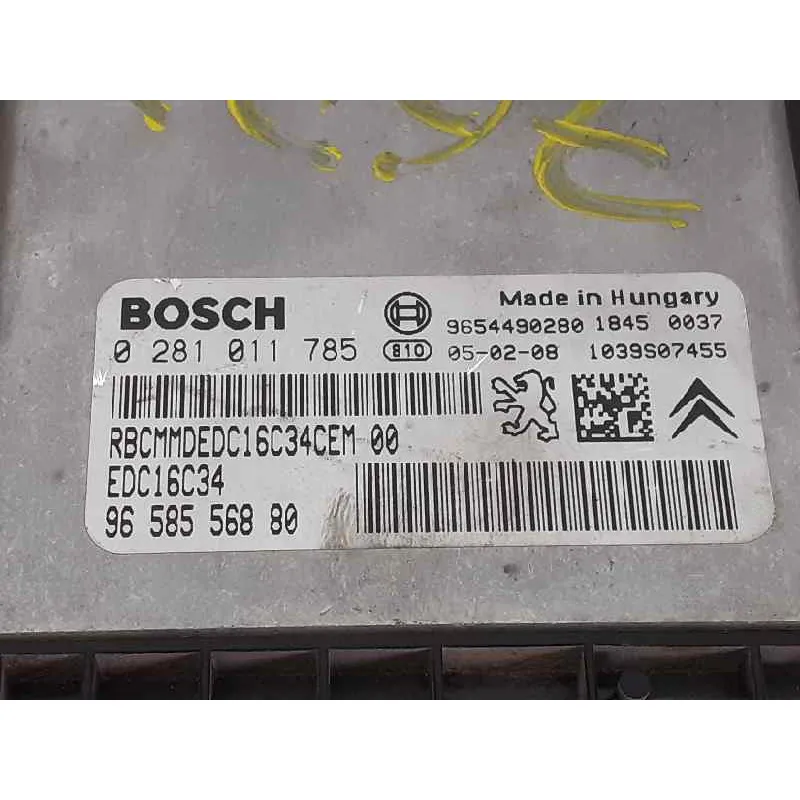 BOSCH
Made in Hungary
9654490280 1845 0037
0 281 011 785
810 05-02-08 1039S07455
RBCMMDEDC16C34CEM 00
EDC16C34
96 585 568 80